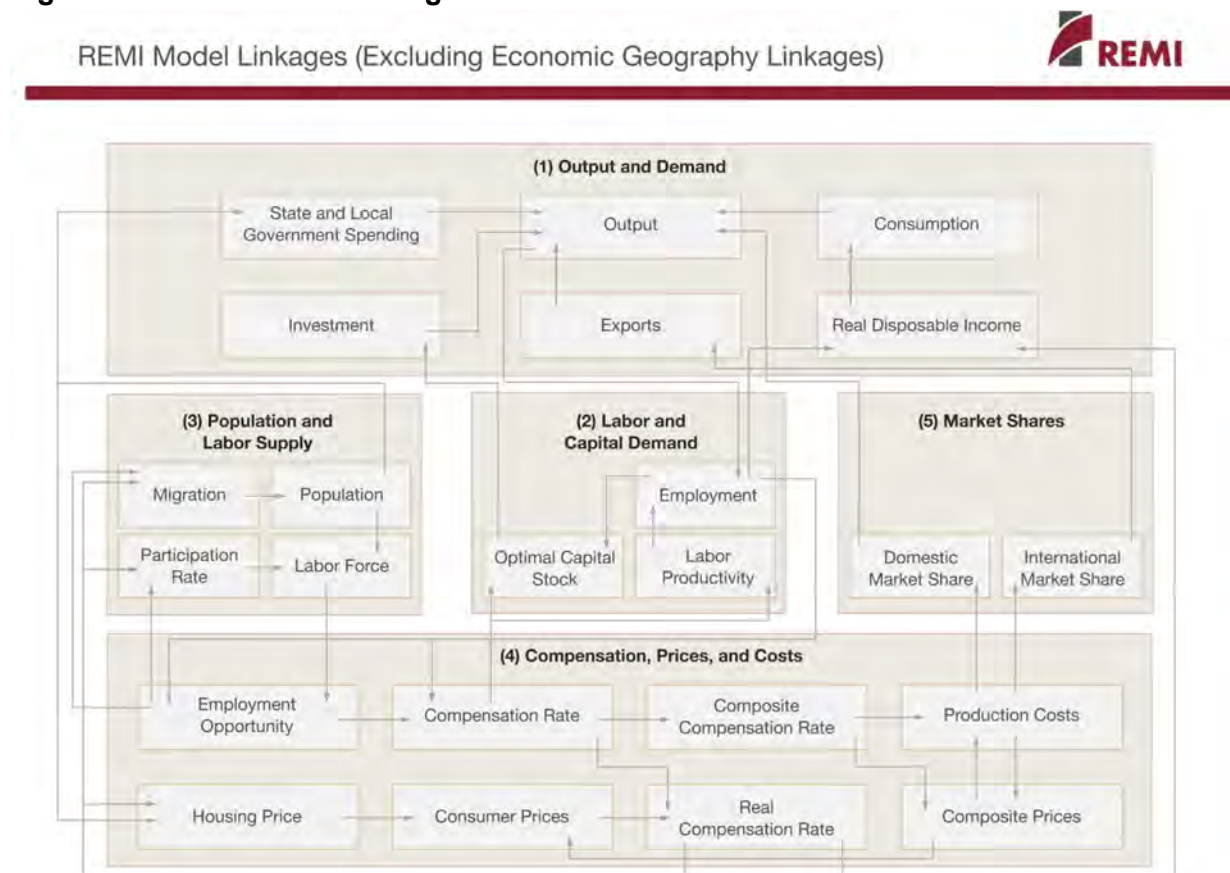 REMI Model Linkages (Excluding Economic Geography Linkages)
REMI
(1) Output and Demand
State and Local
Government Spending
Output
Consumption
Investment
Exports
Real Disposable Income
(3) Population and
Labor Supply
Migration
Population
Participation
Rate
Labor Force
(2) Labor and
Capital Demand
Employment
Optimal Capital
Stock
Labor
Productivity
(5) Market Shares
Domestic
Market Share
International
Market Share
(4) Compensation, Prices, and Costs
Employment
Opportunity
Compensation Rate
Composite
Compensation Rate
Production Costs
Housing Price
Consumer Prices
Real
Compensation Rate
Composite Prices